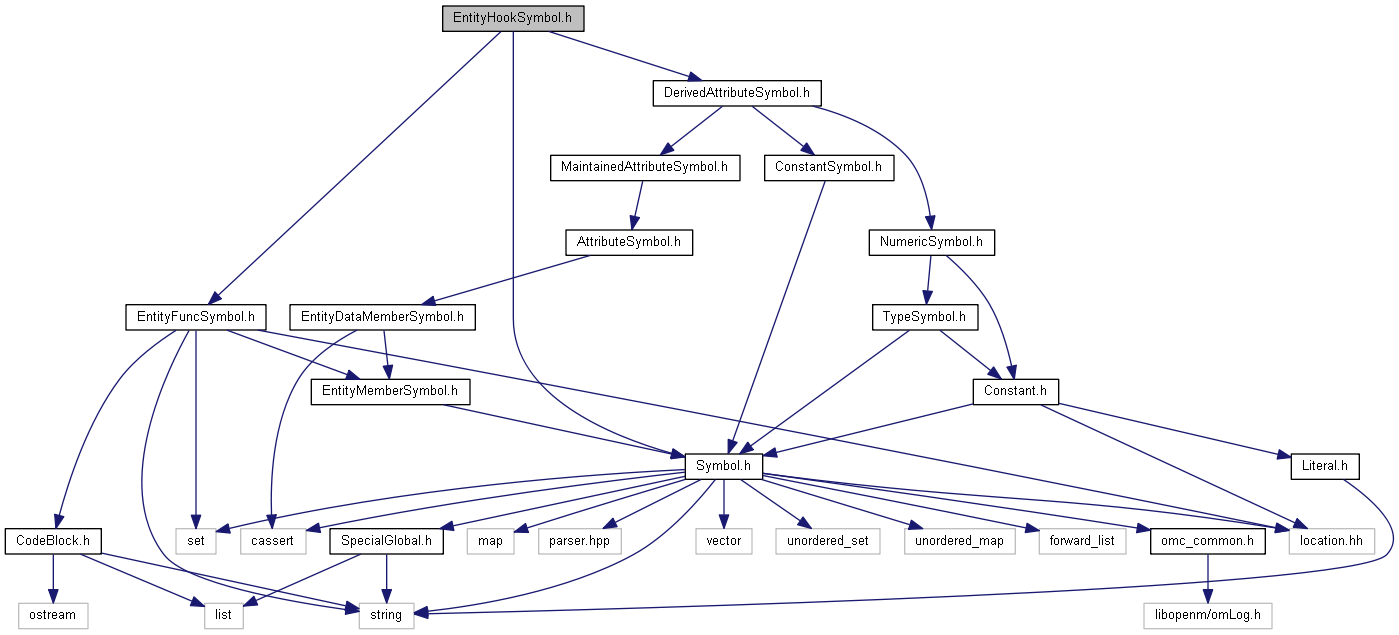 EntityHookSymbol.h
DerivedAttributeSymbol.h
MaintainedAttributeSymbol.h
ConstantSymbol.h
AttributeSymbol.h
NumericSymbol.h
EntityFuncSymbol.h
EntityDataMemberSymbol.h
TypeSymbol.h
EntityMemberSymbol.h
Constant.h
Symbol.h
Literal.h
CodeBlock.h
set
cassert
SpecialGlobal.h
map
parser.hpp
vector
unordered_set
unordered_map
forward_list
omc_common.h
location.hh
ostream
list
string
libopenm/omLog.h